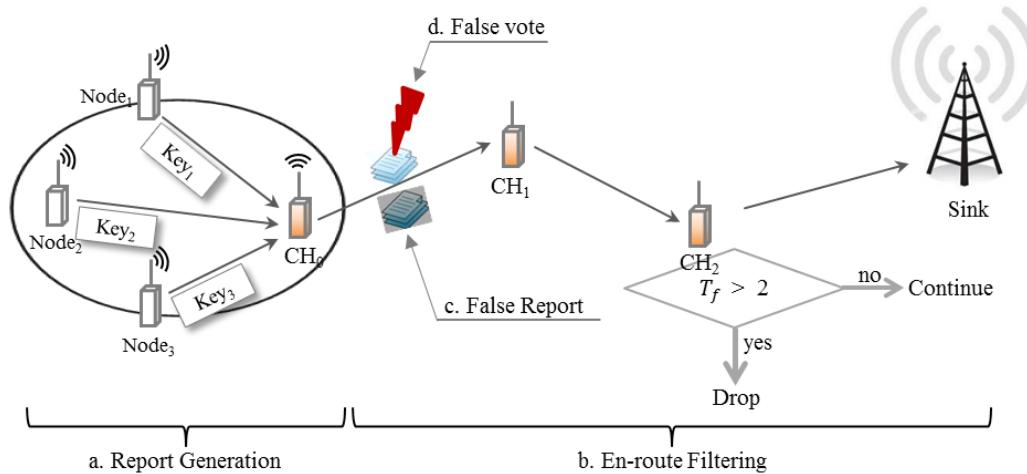 d. False vote
Node₁
Key₁
Node₂
Key₂
CH₀
Key₃
Node₃
CH₁
c. False Report
CH₂
Sink
T_f > 2
no
Continue
yes
Drop
a. Report Generation
b. En-route Filtering